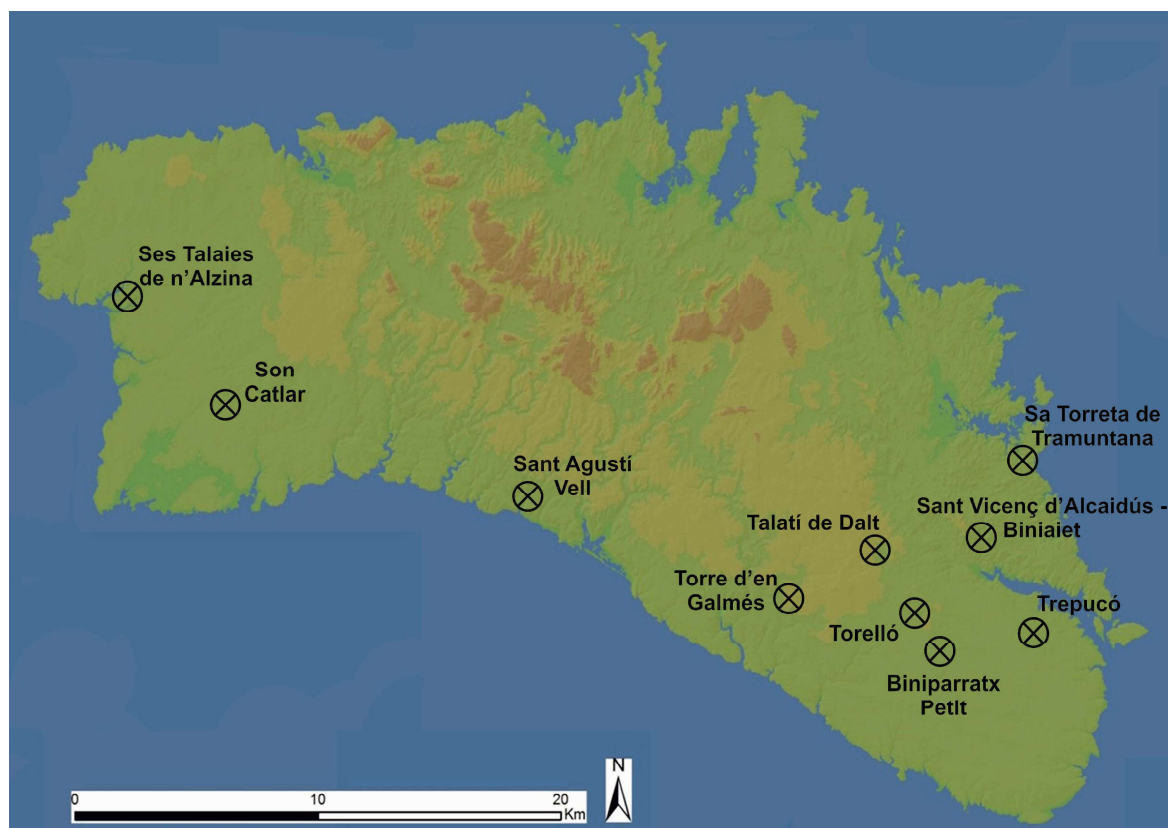 Ses Talaies
de n'Alzina
Son
Catlar
Sant Agustí
Vell
Sa Torreta de
Tramuntana
Sant Vicenç d'Alcaidús -
Biniaiet
Talatí de Dalt
Torre d'en
Galmés
Trepucó
Torelló
Biniparratx
Petit
N
0
10
20
Km